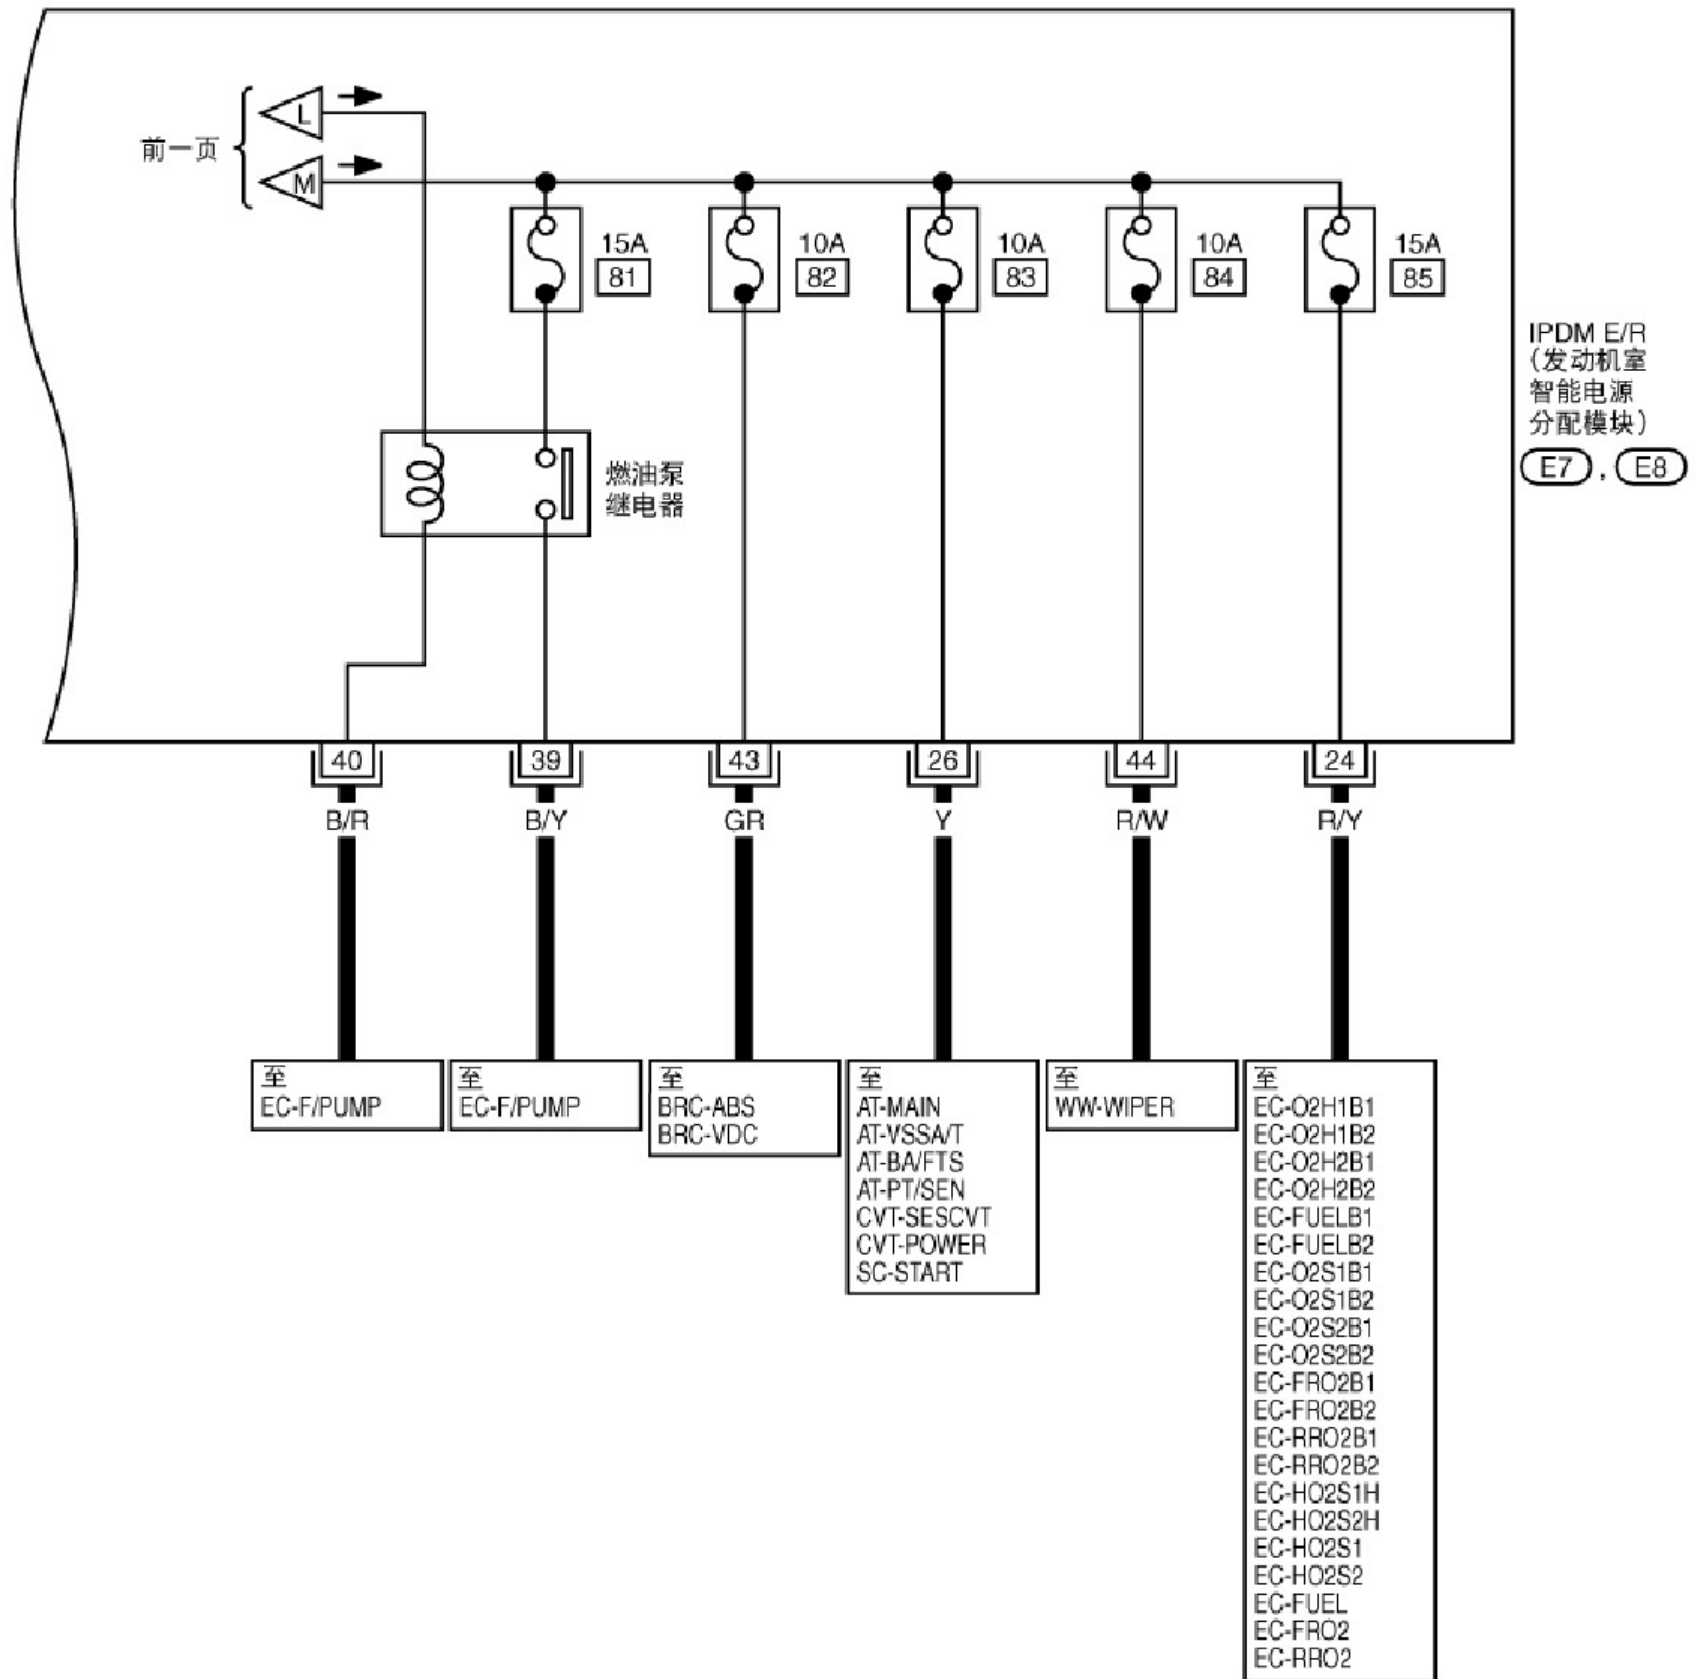 L
前一页
M
15A
81
10A
82
10A
83
10A
84
15A
85
IPDM E/R
（发动机室
智能电源
分配模块）
E7 , E8
燃油泵
继电器
40
39
43
26
44
24
B/R
B/Y
GR
Y
R/W
R/Y
至
EC-F/PUMP
至
EC-F/PUMP
至
BRC-ABS
BRC-VDC
至
AT-MAIN
AT-VSSA/T
AT-BA/FTS
AT-PT/SEN
CVT-SESCVT
CVT-POWER
SC-START
至
WW-WIPER
至
EC-O2H1B1
EC-O2H1B2
EC-O2H2B1
EC-O2H2B2
EC-FUELB1
EC-FUELB2
EC-O2S1B1
EC-O2S1B2
EC-O2S2B1
EC-O2S2B2
EC-FRO2B1
EC-FRO2B2
EC-RRO2B1
EC-RRO2B2
EC-HO2S1H
EC-HO2S2H
EC-HO2S1
EC-HO2S2
EC-FUEL
EC-FRO2
EC-RRO2